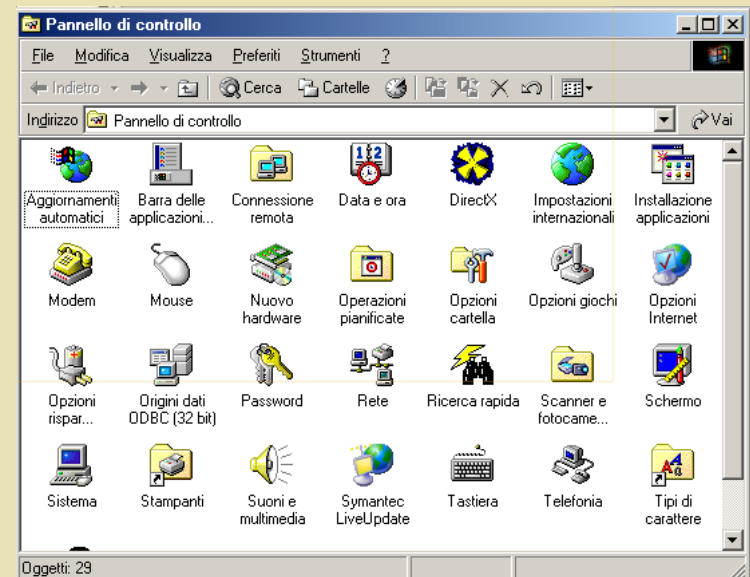 Pannello di controllo
File Modifica Visualizza Preferiti Strumenti ?
Indietro Cerca Cartelle
Indirizzo Pannello di controllo Vai
Aggiornamenti automatici
Barra delle applicazioni...
Connessione remota
Data e ora
DirectX
Impostazioni internazionali
Installazione applicazioni
Modem
Mouse
Nuovo hardware
Operazioni pianificate
Opzioni cartella
Opzioni giochi
Opzioni Internet
Opzioni rispar...
Origini dati ODBC (32 bit)
Password
Rete
Ricerca rapida
Scanner e fotocame...
Schermo
Sistema
Stampanti
Suoni e multimedia
Symantec LiveUpdate
Tastiera
Telefonia
Tipi di carattere
Oggetti: 29